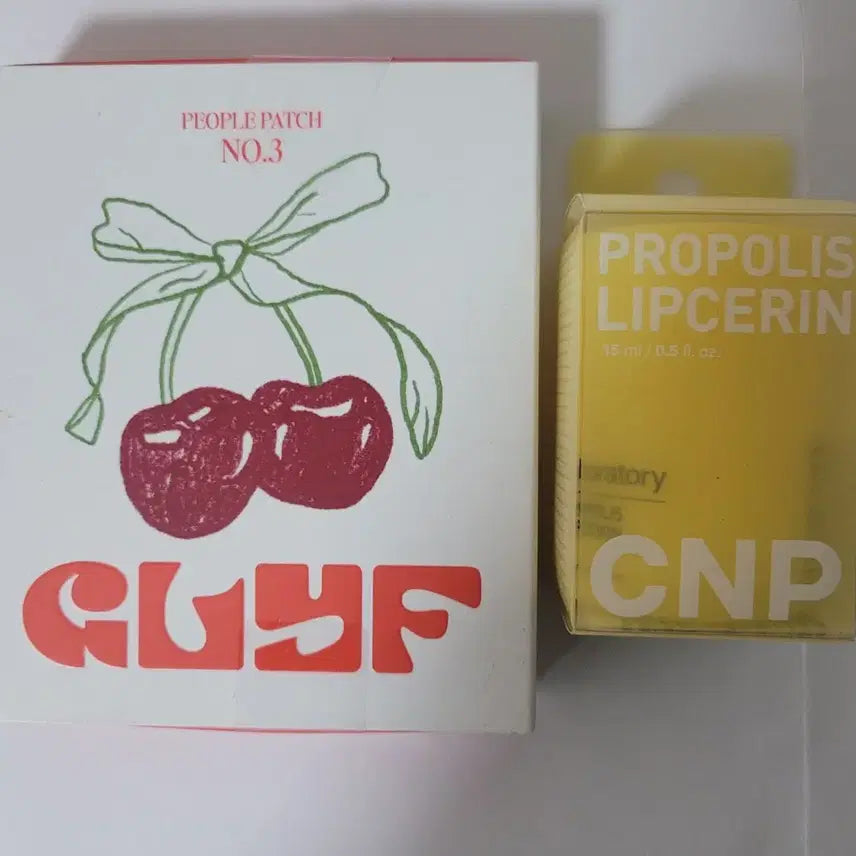 PEOPLE PATCH
NO.3
GLYF
PROPOLIS
LIPCERIN
15 ml / 0.5 fl. oz.
CNP